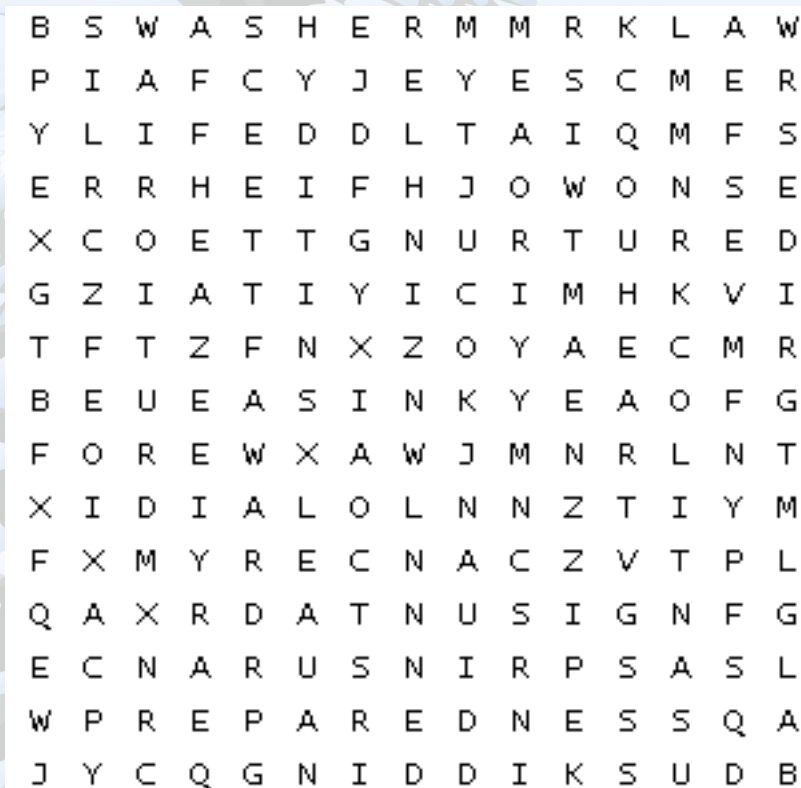 B S W A S H E R M M R K L A W
P I A F C Y J E Y E S C M E R
Y L I F E D D L T A I Q M F S
E R R H E I F H J O W O N S E
X C O E T T G N U R T U R E D
G Z I A T I Y I C I M H K V I
T F T Z F N X Z O Y A E C M R
B E U E A S I N K Y E A O F G
F O R E W X A W J M N R L N T
X I D I A L O L N N Z T I Y M
F X M Y R E C N A C Z V T P L
Q A X R D A T N U S I G N F G
E C N A R U S N I R P S A S L
W P R E P A R E D N E S S Q A
J Y C Q G N I D D I K S U D B